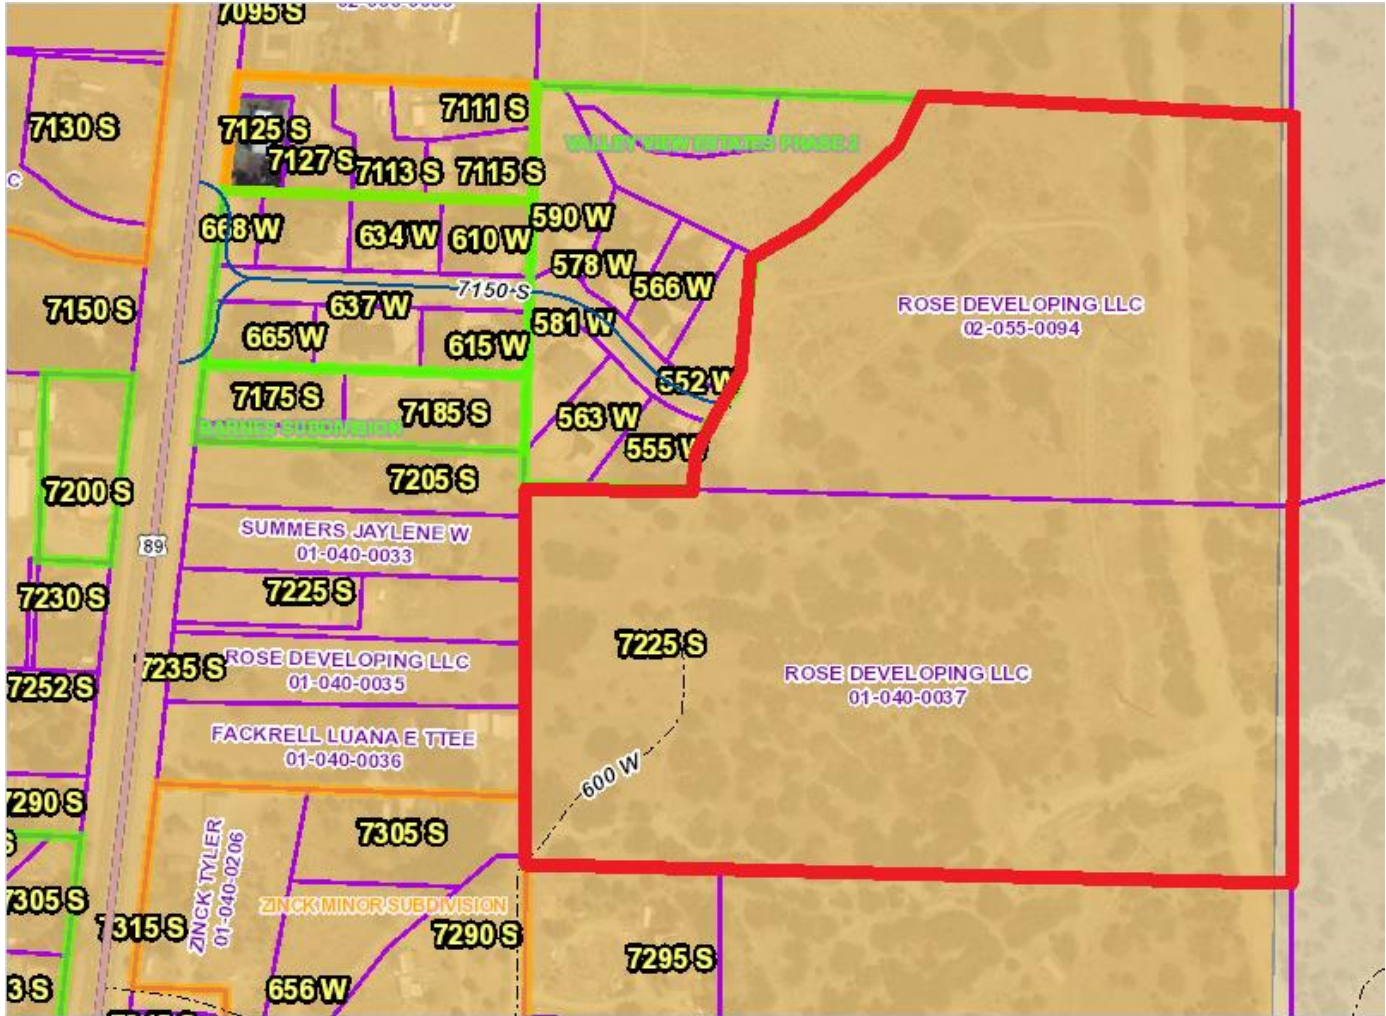 7095 S
7111 S
7130 S
7125 S
VALLEY VIEW ESTATES PHASE 2
7127 S
7113 S
7115 S
C
590 W
668 W
634 W
610 W
578 W
566 W
7150 S
637 W
ROSE DEVELOPING LLC
02-055-0094
7150 S
581 W
665 W
615 W
552 W
7175 S
7185 S
563 W
BARNES SUBDIVISION
555 W
7205 S
7200 S
SUMMERS JAYLENE W
01-040-0033
89
7225 S
7230 S
7225 S
ROSE DEVELOPING LLC
01-040-0035
7235 S
ROSE DEVELOPING LLC
01-040-0037
7252 S
FACKRELL LUANA E TTEE
01-040-0036
600 W
7290 S
7305 S
ZINCK TYLER
01-040-0206
7305 S
ZINCK MINOR SUBDIVISION
7315 S
7290 S
7295 S
3 S
656 W